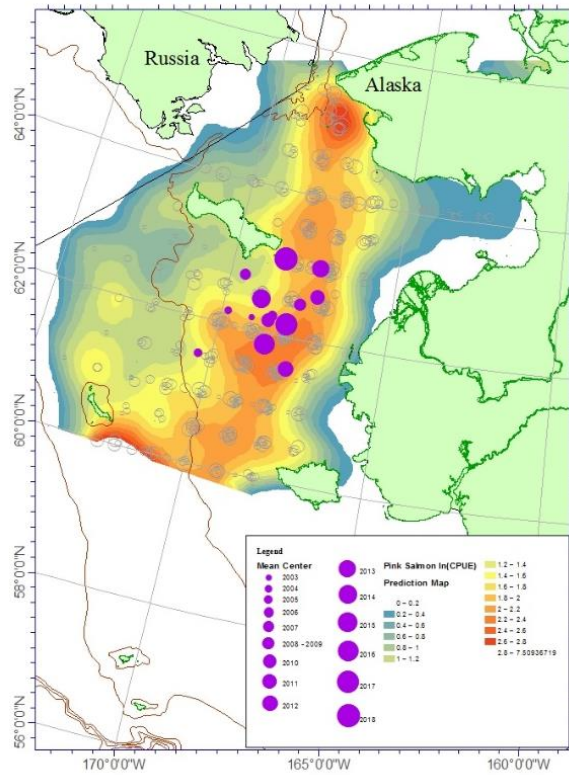 Russia
Alaska
64°0'0"N
62°0'0"N
60°0'0"N
58°0'0"N
56°0'0"N
170°0'0"W
165°0'0"W
160°0'0"W
Legend
Mean Center
2003
2004
2005
2006
2007
2008 - 2009
2010
2011
2012
2013
2014
2015
2016
2017
2018
Pink Salmon ln(CPUE)
Prediction Map
0 - 0.2
0.2 - 0.4
0.4 - 0.6
0.6 - 0.8
0.8 - 1
1 - 1.2
1.2 - 1.4
1.4 - 1.6
1.6 - 1.8
1.8 - 2
2 - 2.2
2.2 - 2.4
2.4 - 2.6
2.6 - 2.8
2.8 - 7.50936719